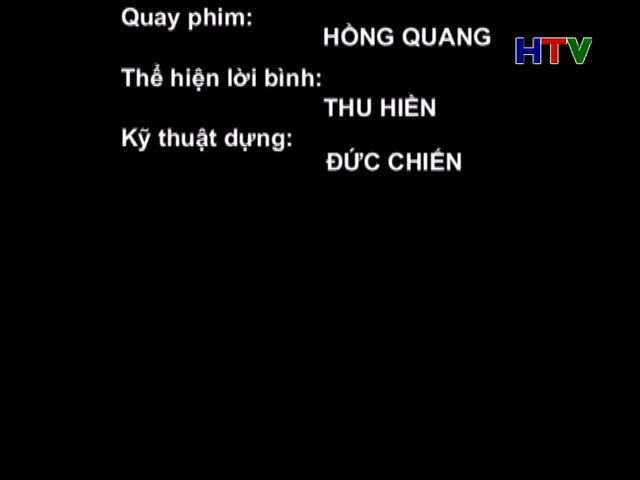 Quay phim:
HỒNG QUANG
HTV
Thể hiện lời bình:
THU HIỀN
Kỹ thuật dựng:
ĐỨC CHIẾN